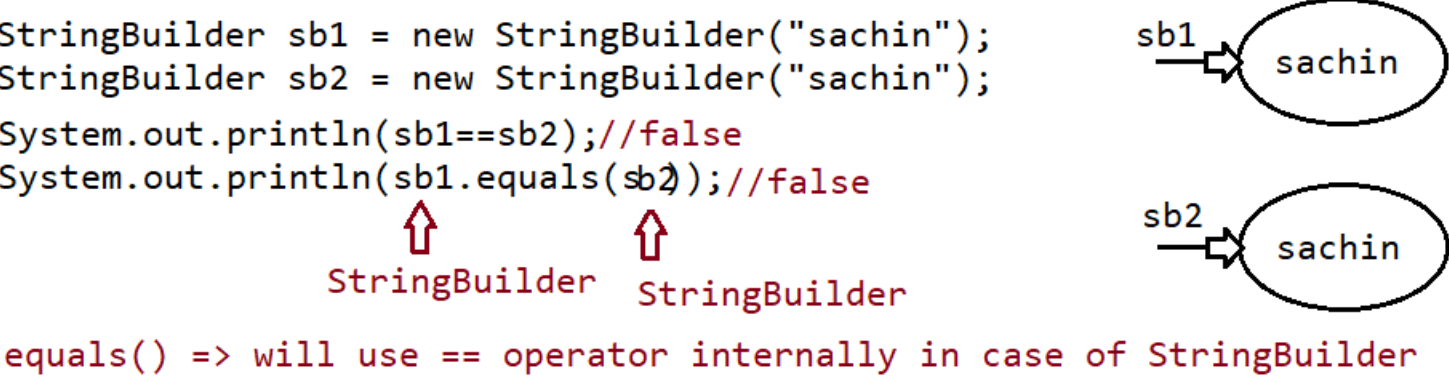 StringBuilder sb1 = new StringBuilder("sachin");
StringBuilder sb2 = new StringBuilder("sachin");
System.out.println(sb1==sb2);//false
System.out.println(sb1.equals(sb2));//false
StringBuilder StringBuilder
equals() => will use == operator internally in case of StringBuilder
sb1 sachin
sb2 sachin